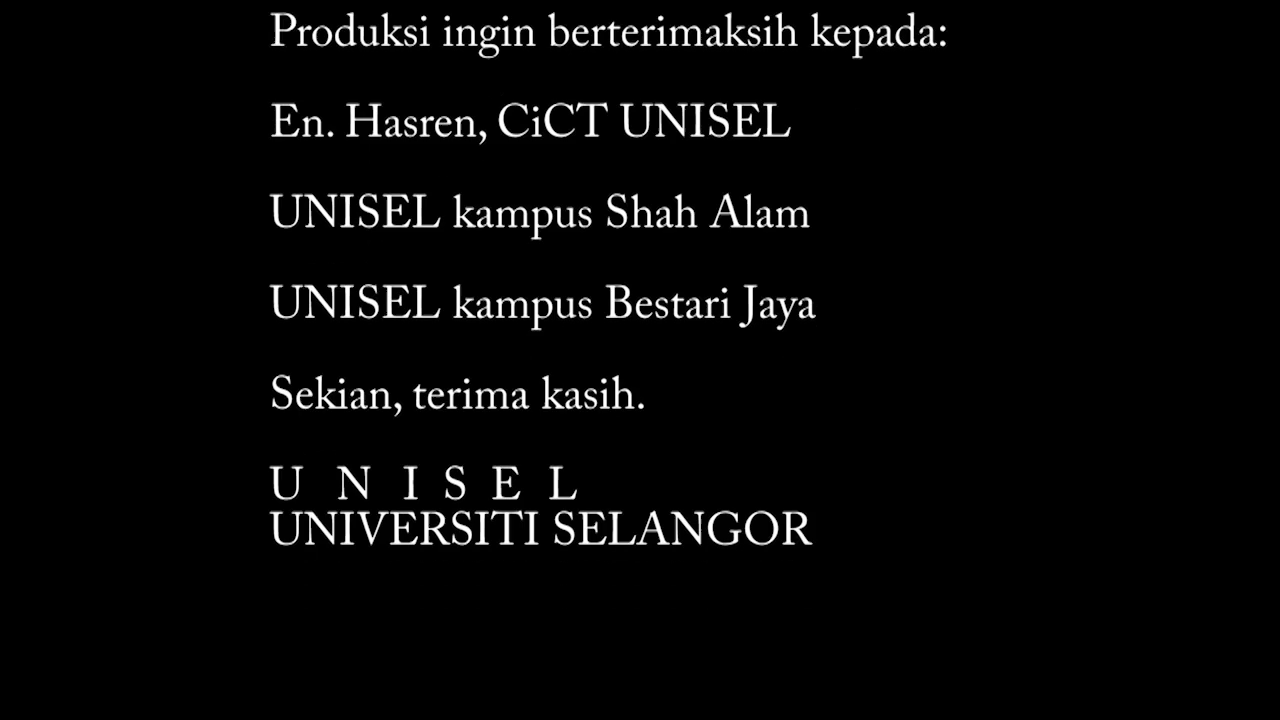 Produksi ingin berterimaksih kepada:
En. Hasren, CiCT UNISEL
UNISEL kampus Shah Alam
UNISEL kampus Bestari Jaya
Sekian, terima kasih.
U N I S E L
UNIVERSITI SELANGOR